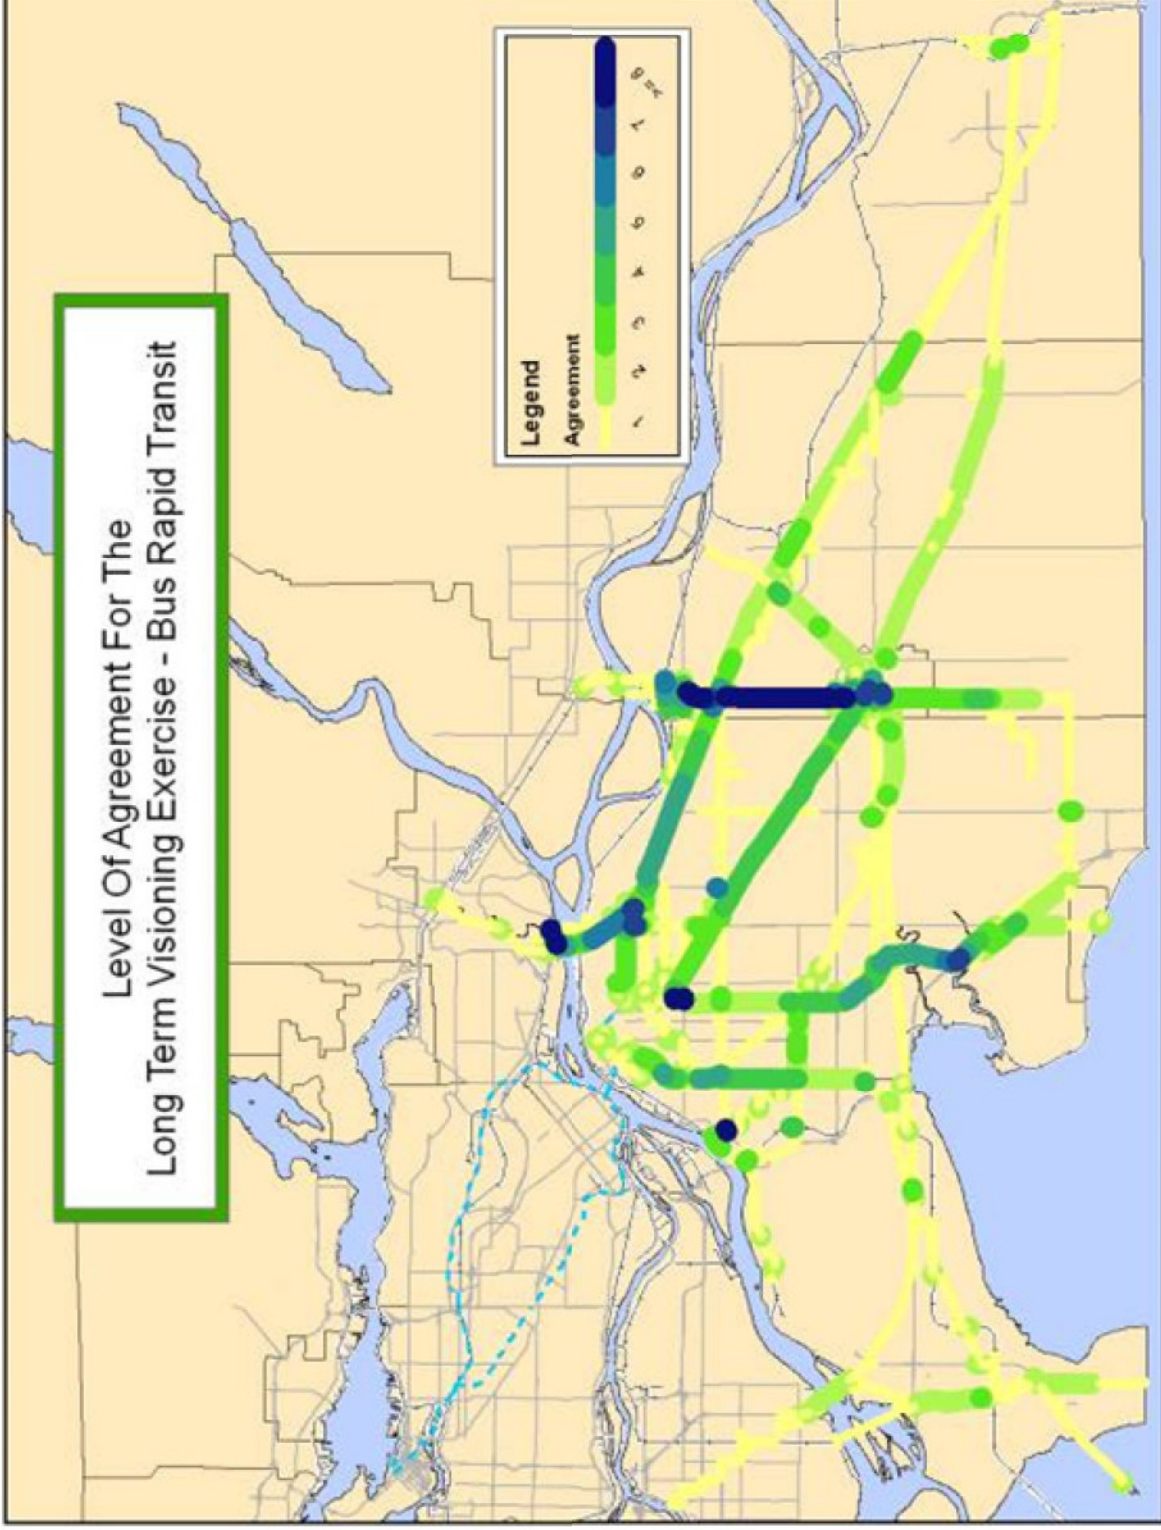 Level Of Agreement For The
Long Term Visioning Exercise - Bus Rapid Transit
Legend
Agreement
1 2 3 4 5 6 7 >= 8